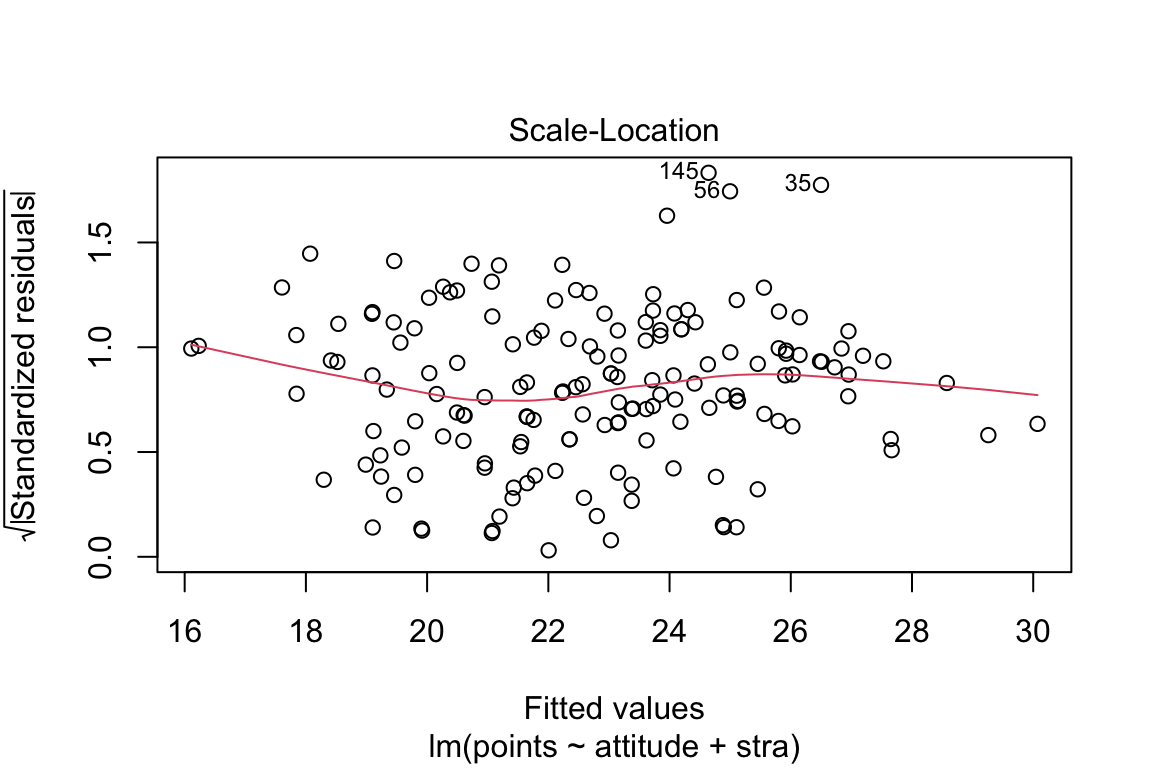 Scale-Location
145
56
35
√|Standardized residuals|
0.0 0.5 1.0 1.5
16 18 20 22 24 26 28 30
Fitted values
lm(points ~ attitude + stra)